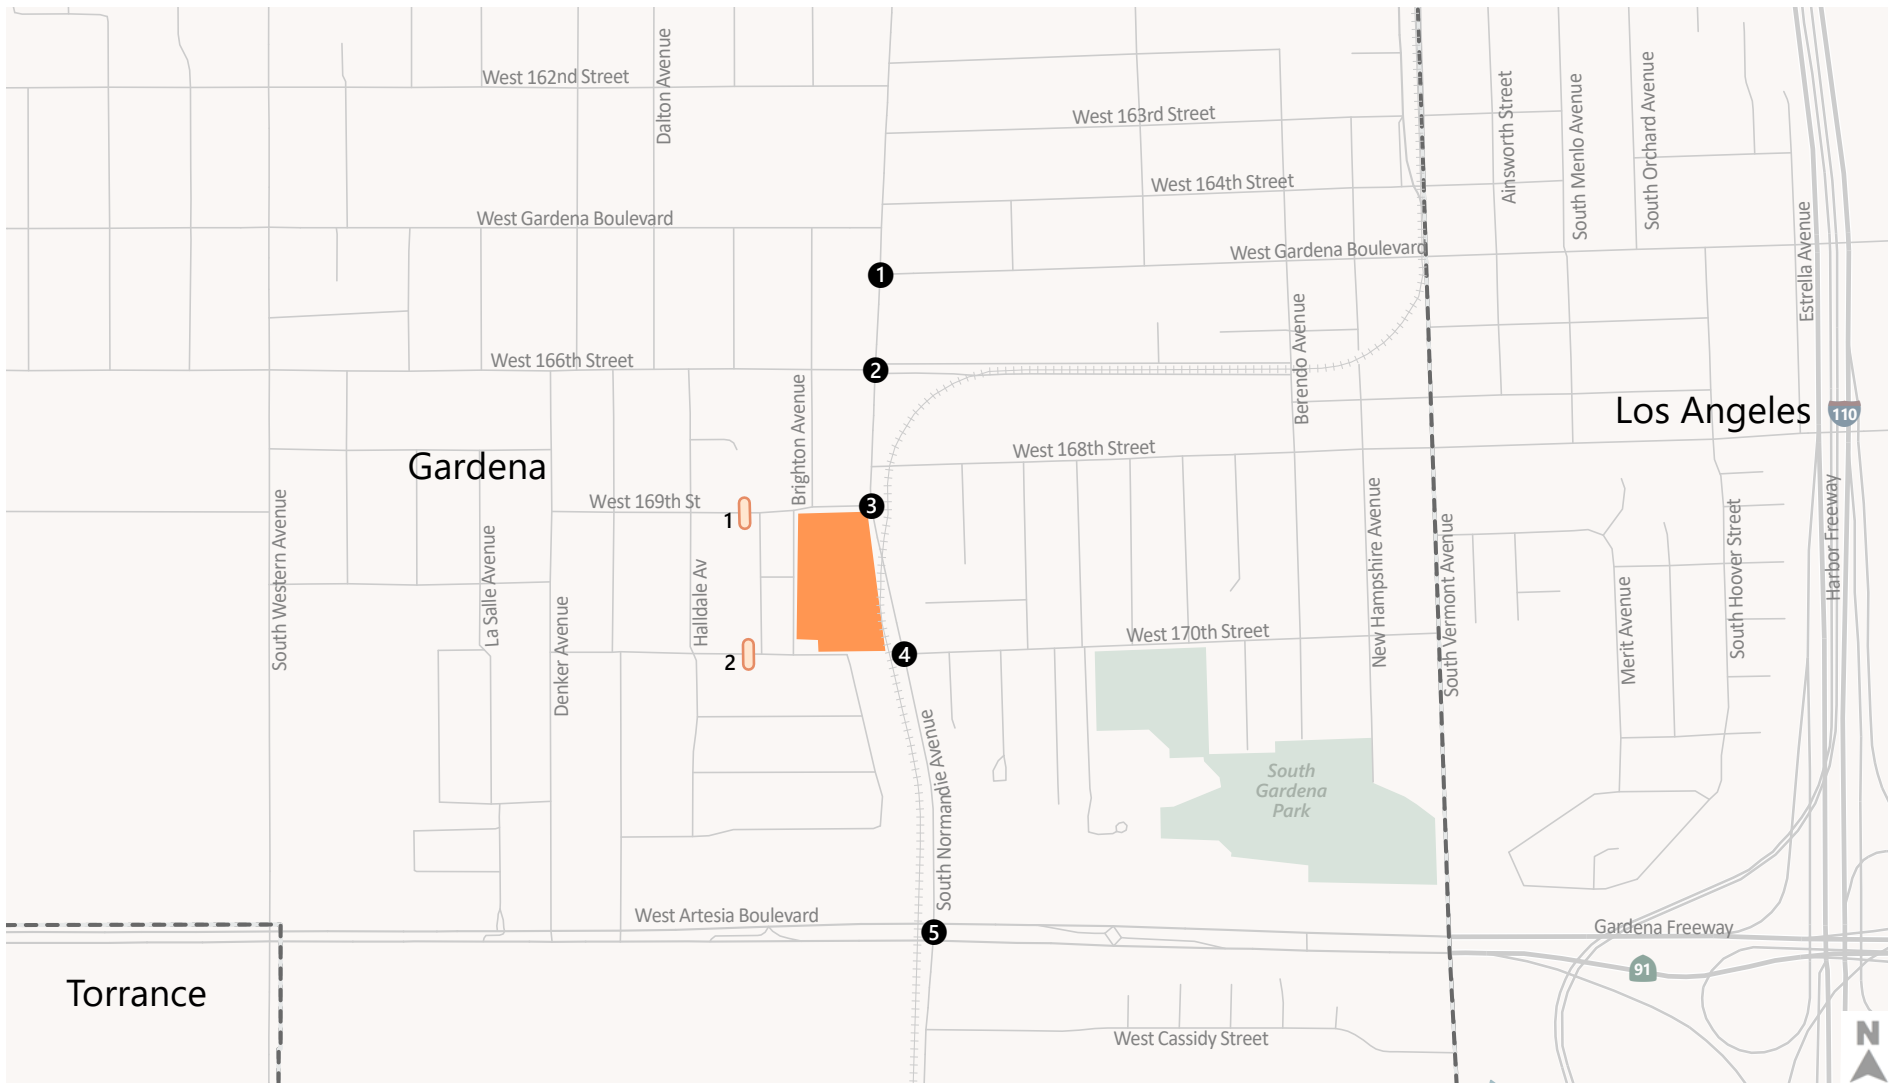 West 162nd Street
Dalton Avenue
West 163rd Street
Ainsworth Street
South Menlo Avenue
South Orchard Avenue
West 164th Street
West Gardena Boulevard
West Gardena Boulevard
Estrella Avenue
1
West 166th Street
2
Berendo Avenue
Los Angeles
110
Brighton Avenue
Gardena
West 168th Street
West 169th St
1
3
South Western Avenue
La Salle Avenue
Denker Avenue
Halldale Av
New Hampshire Avenue
South Vermont Avenue
Merit Avenue
South Hoover Street
Harbor Freeway
West 170th Street
2
4
South Normandie Avenue
South
Gardena
Park
West Artesia Boulevard
5
Gardena Freeway
91
Torrance
West Cassidy Street
N